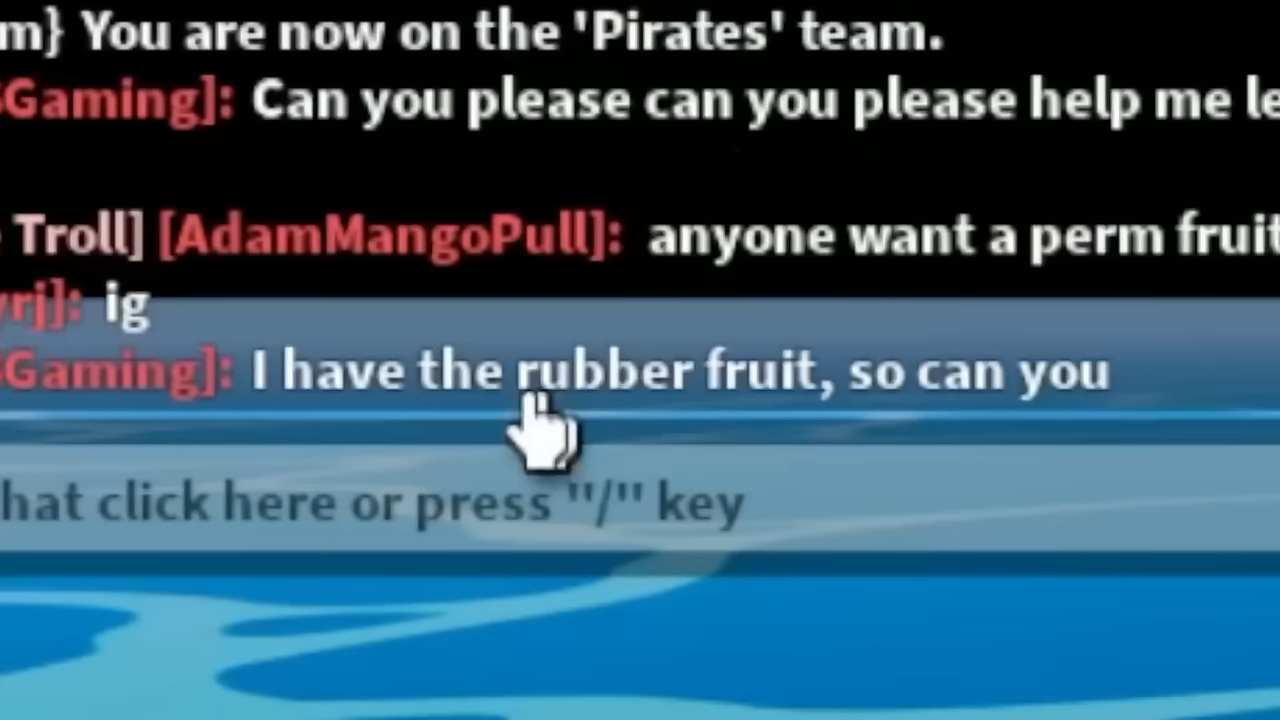 m} You are now on the 'Pirates' team.
Gaming]: Can you please can you please help me le
Troll] [AdamMangoPull]: anyone want a perm fruit
rj]: ig
Gaming]: I have the rubber fruit, so can you
hat click here or press "/" key